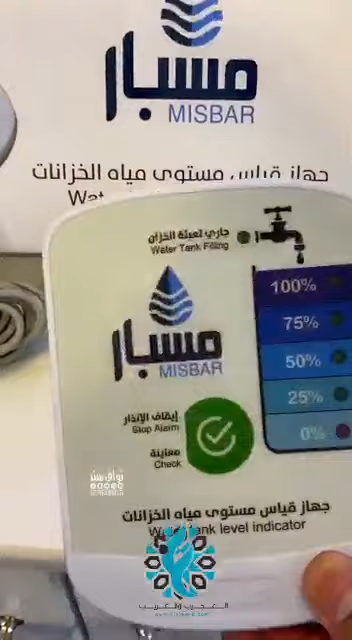 مسبار
MISBAR
جهاز قياس مستوى مياه الخزانات
جاري تعبئة الخزان
Water Tank Filling
100%
75%
50%
25%
0%
مسبار
MISBAR
إيقاف الإنذار
Stop Alarm
معاينة
Check
جهاز قياس مستوى مياه الخزانات
Water tank level indicator